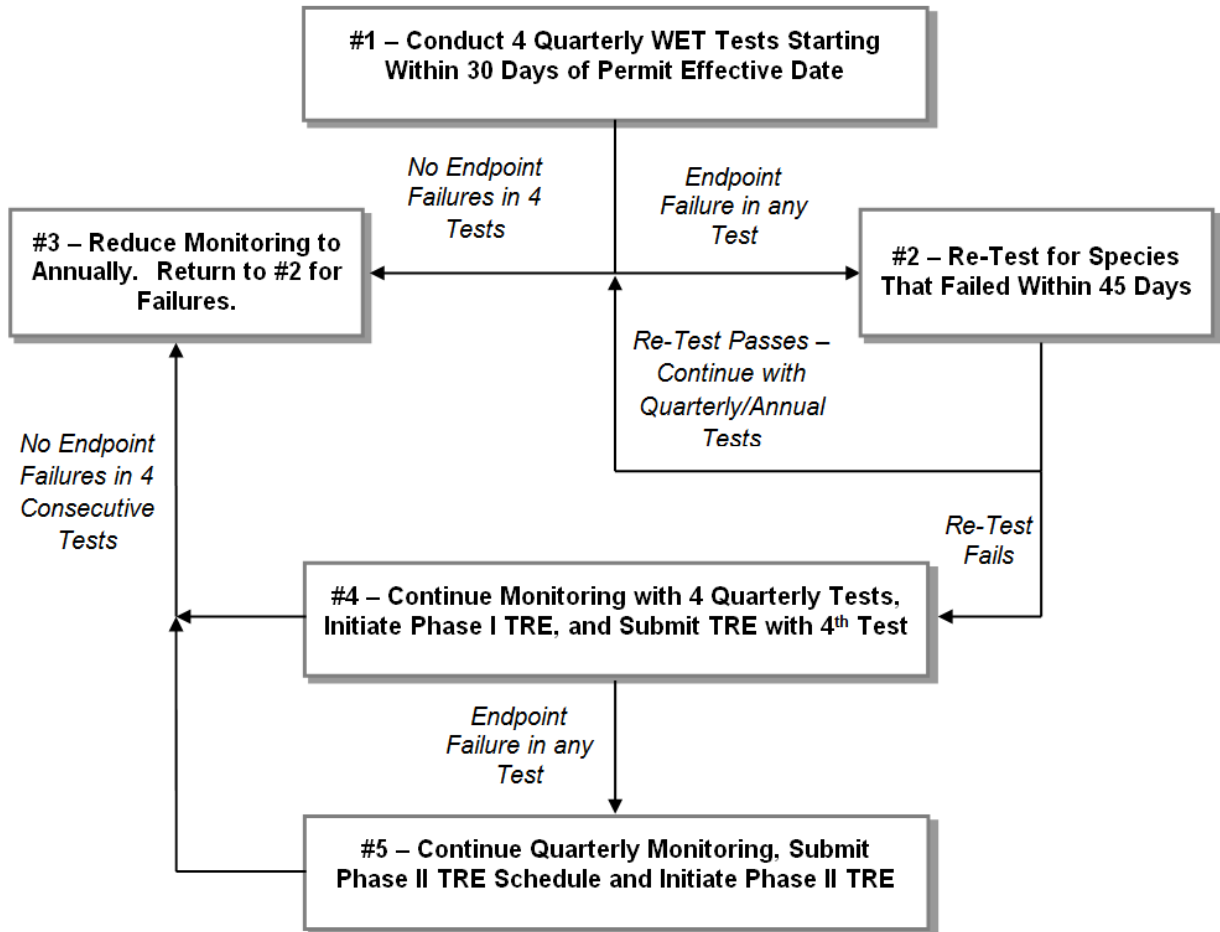 #1 – Conduct 4 Quarterly WET Tests Starting
Within 30 Days of Permit Effective Date
No Endpoint
Failures in 4
Tests
Endpoint
Failure in any
Test
#3 – Reduce Monitoring to
Annually.   Return to #2 for
Failures.
#2 – Re-Test for Species
That Failed Within 45 Days
Re-Test Passes –
Continue with
Quarterly/Annual
Tests
No Endpoint
Failures in 4
Consecutive
Tests
Re-Test
Fails
#4 – Continue Monitoring with 4 Quarterly Tests,
Initiate Phase I TRE, and Submit TRE with 4th Test
Endpoint
Failure in any
Test
#5 – Continue Quarterly Monitoring, Submit
Phase II TRE Schedule and Initiate Phase II TRE